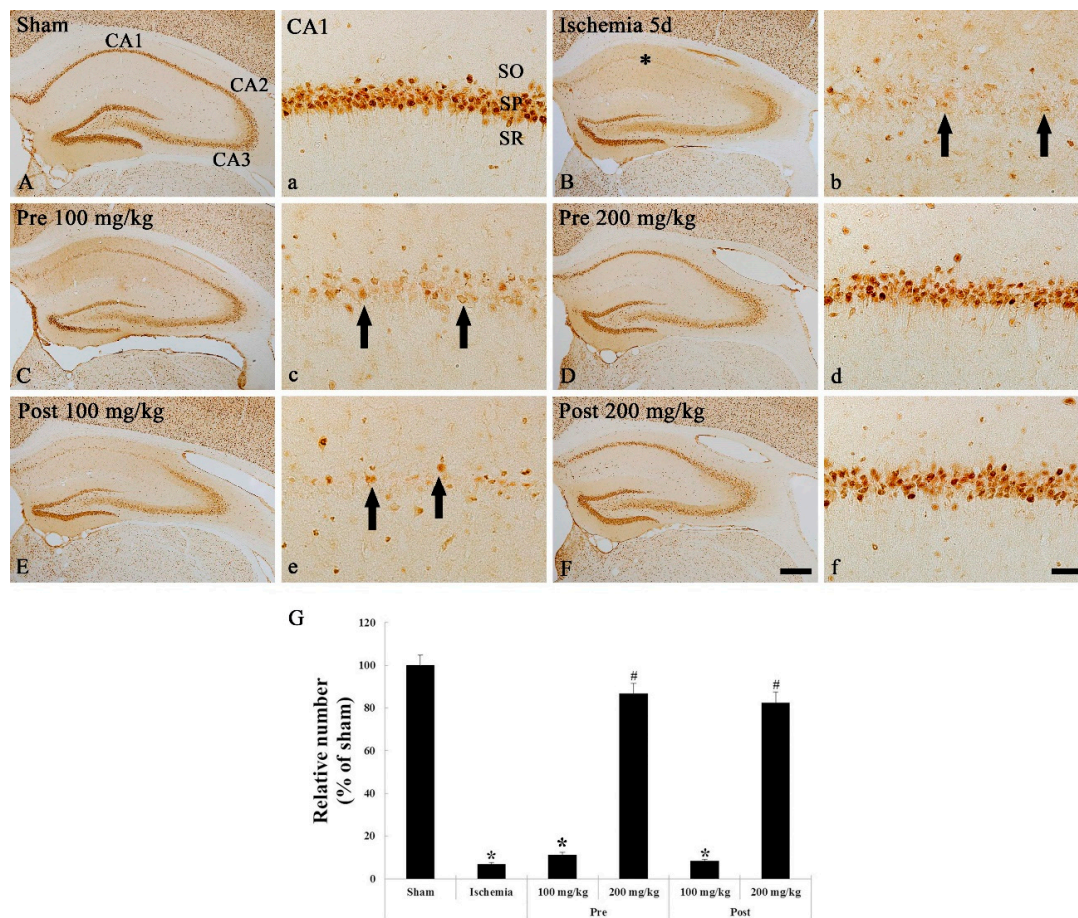 Sham
CA1
CA2
CA3
A
CA1
SO
SP
SR
a
Ischemia 5d
*
B
b
Pre 100 mg/kg
C
c
Pre 200 mg/kg
D
d
Post 100 mg/kg
E
e
Post 200 mg/kg
F
f
G
Relative number
(% of sham)
120
100
80
60
40
20
0
* * # * #
Sham Ischemia 100 mg/kg 200 mg/kg 100 mg/kg 200 mg/kg
Pre Post